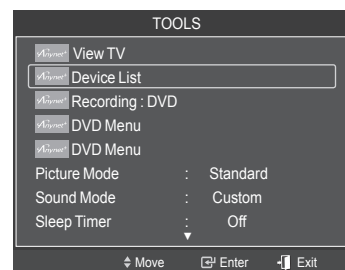 TOOLS
Anynet+ View TV
Anynet+ Device List
Anynet+ Recording : DVD
Anynet+ DVD Menu
Anynet+ DVD Menu
Picture Mode : Standard
Sound Mode : Custom
Sleep Timer : Off
Move Enter Exit